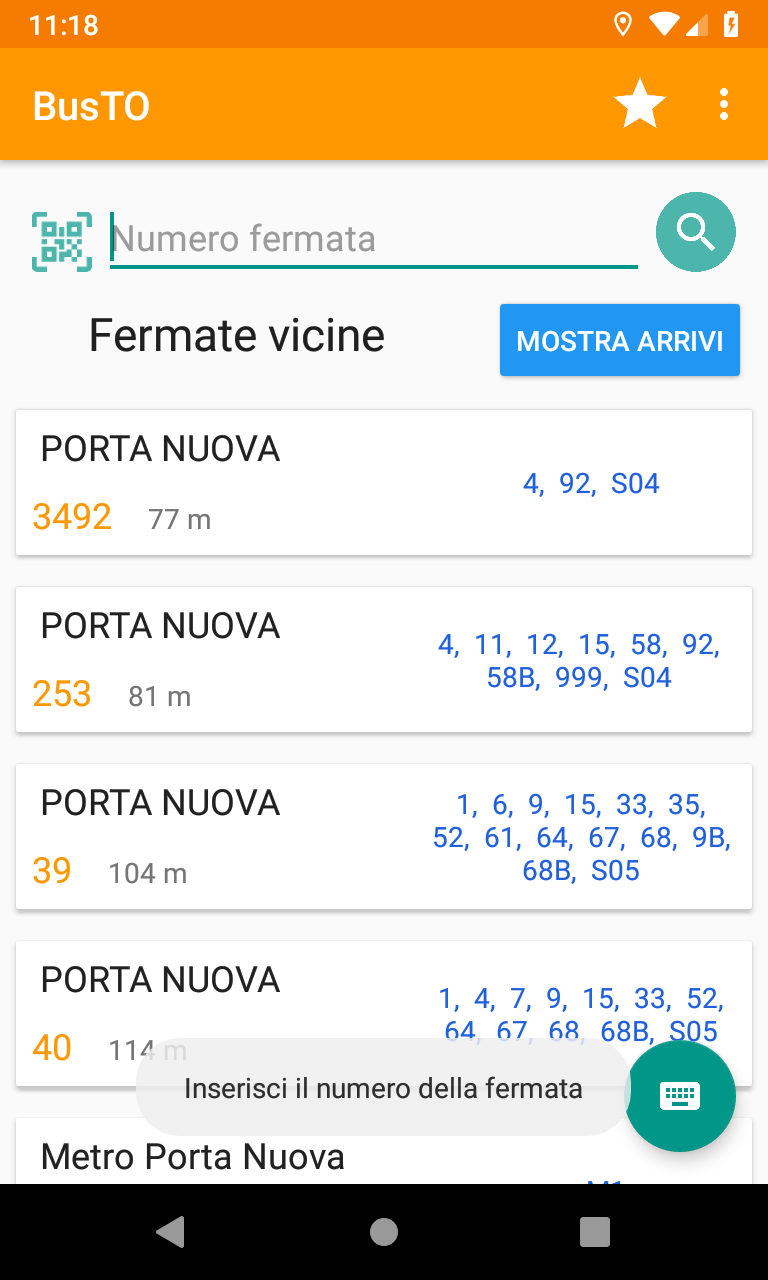 11:18
BusTO
Numero fermata
Fermate vicine
MOSTRA ARRIVI
PORTA NUOVA
4, 92, S04
3492 77 m
PORTA NUOVA
4, 11, 12, 15, 58, 92,
58B, 999, S04
253 81 m
PORTA NUOVA
1, 6, 9, 15, 33, 35,
52, 61, 64, 67, 68, 9B,
68B, S05
39 104 m
PORTA NUOVA
1, 4, 7, 9, 15, 33, 52,
64, 67, 68, 68B, S05
40 114 m
Inserisci il numero della fermata
Metro Porta Nuova